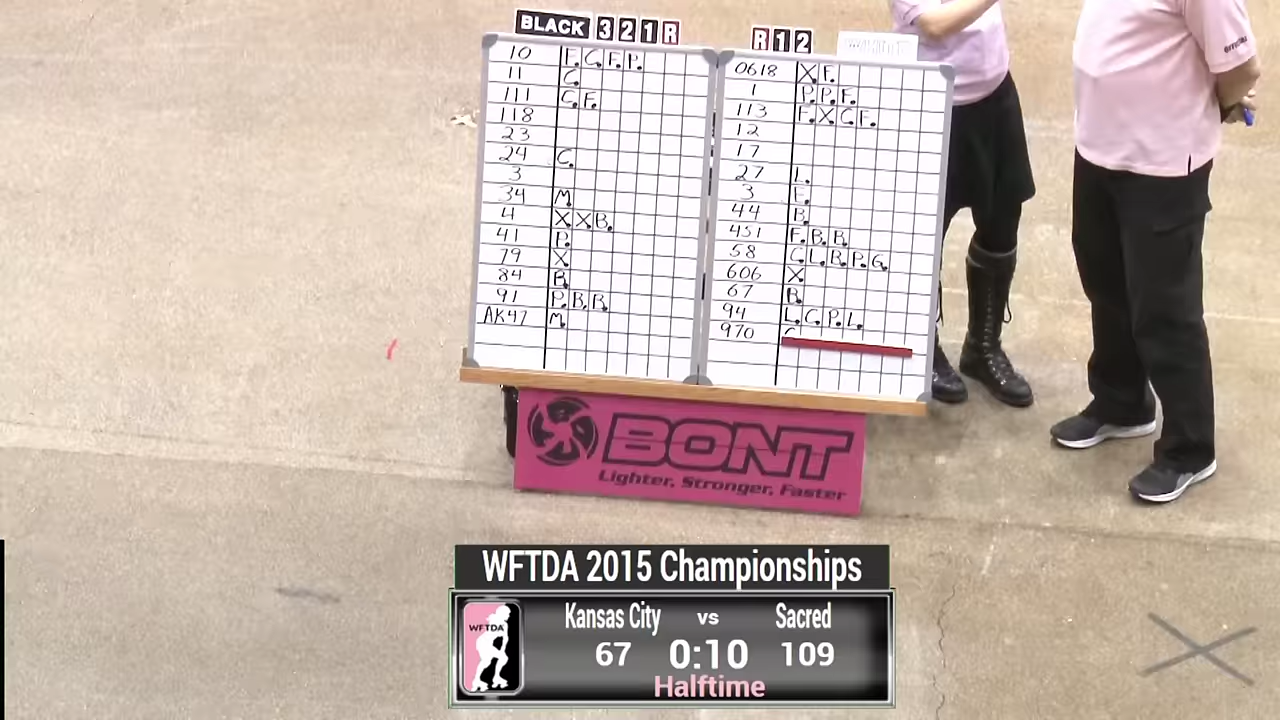 BLACK 3 2 1 R
R 1 2 WHITE
10 F. C. F. P.
11 C.
111 C. F.
118
23
24 C.
3
34 M.
4 X X B.
41 P.
79 X
84 B.
91 P. B. B.
AK47 M.
0618 X F.
1 P. P. F.
113 F. X C F.
12
17
27 L.
3 F.
44 B.
451 F. B. B.
58 C. L. B. P. G.
606 X
67 B.
94 L. C. P. L.
970
BONT
Lighter, Stronger, Faster
WFTDA 2015 Championships
WFTDA
Kansas City vs Sacred
67 0:10 109
Halftime